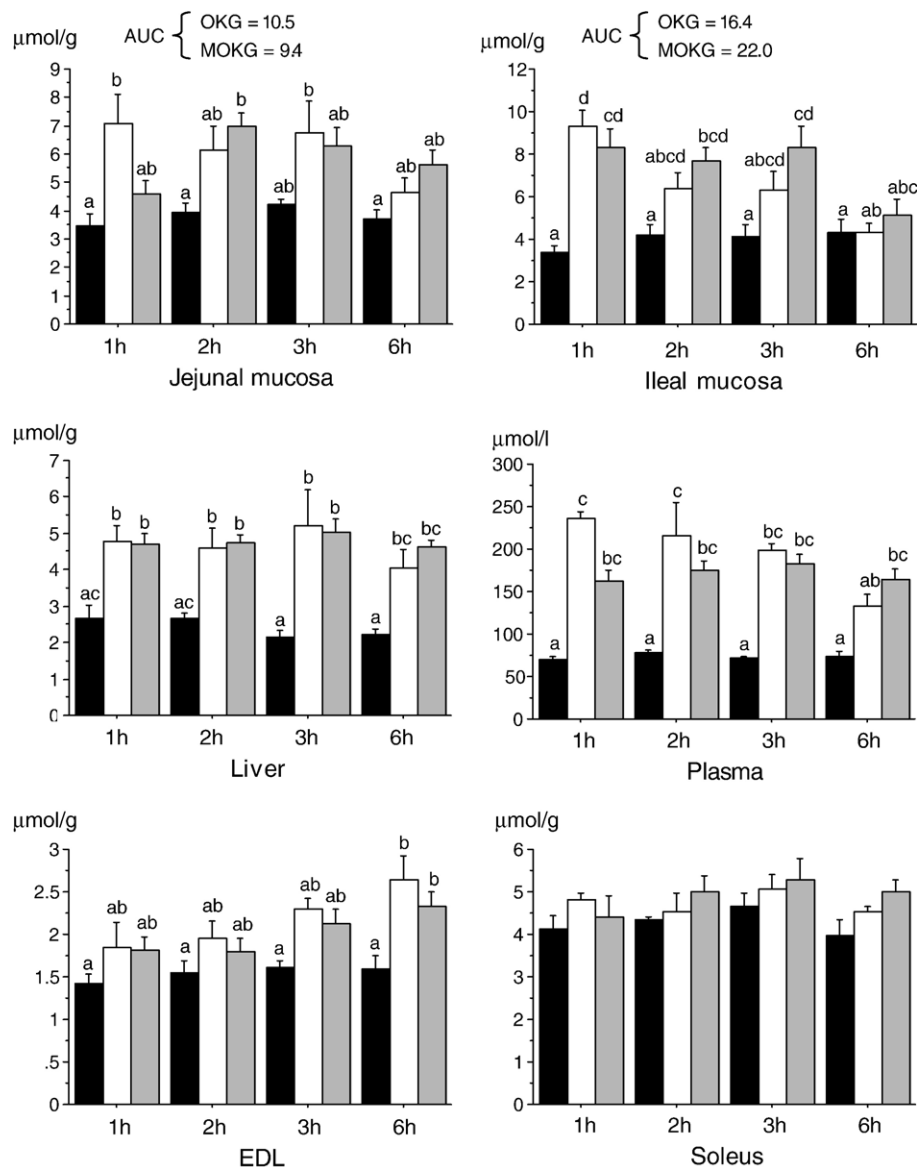 AUC { OKG = 10.5
MOKG = 9.4
μmol/g
8
7
6
5
4
3
2
1
0
a b ab
a ab b
ab b ab
a ab ab
1h 2h 3h 6h
Jejunal mucosa
AUC { OKG = 16.4
MOKG = 22.0
μmol/g
12
10
8
6
4
2
0
a d cd
a abcd bcd
a abcd cd
a ab abc
1h 2h 3h 6h
Ileal mucosa
μmol/g
7
6
5
4
3
2
1
0
ac b b
ac b b
a b b
a bc bc
1h 2h 3h 6h
Liver
μmol/l
300
250
200
150
100
50
0
a c bc
a c bc
a bc bc
a ab bc
1h 2h 3h 6h
Plasma
μmol/g
3
2.5
2
1.5
1
.5
0
a ab ab
a ab ab
a ab ab
a b b
1h 2h 3h 6h
EDL
μmol/g
6
5
4
3
2
1
0
1h 2h 3h 6h
Soleus